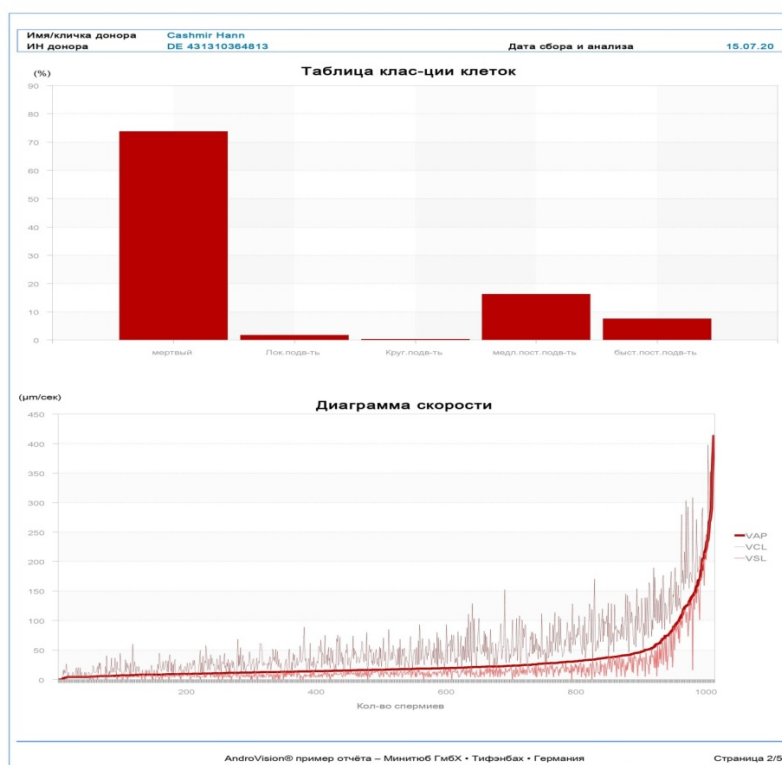 Имя/кличка донора Cashmir Hann
ИН донора DE 431310364813 Дата сбора и анализа 15.07.20
Таблица клас-ции клеток
(%)
90
80
70
60
50
40
30
20
10
0
мертвый Лок.подв-ть Круг.подв-ть медл.пост.подв-ть быст.пост.подв-ть
(µm/сек)
Диаграмма скорости
450
400
350
300
250
200
150
100
50
0
VAP
VCL
VSL
200 400 600 800 1000
Кол-во спермиев
AndroVision® пример отчёта – Минитюб ГмбХ • Тифэнбах • Германия Страница 2/5